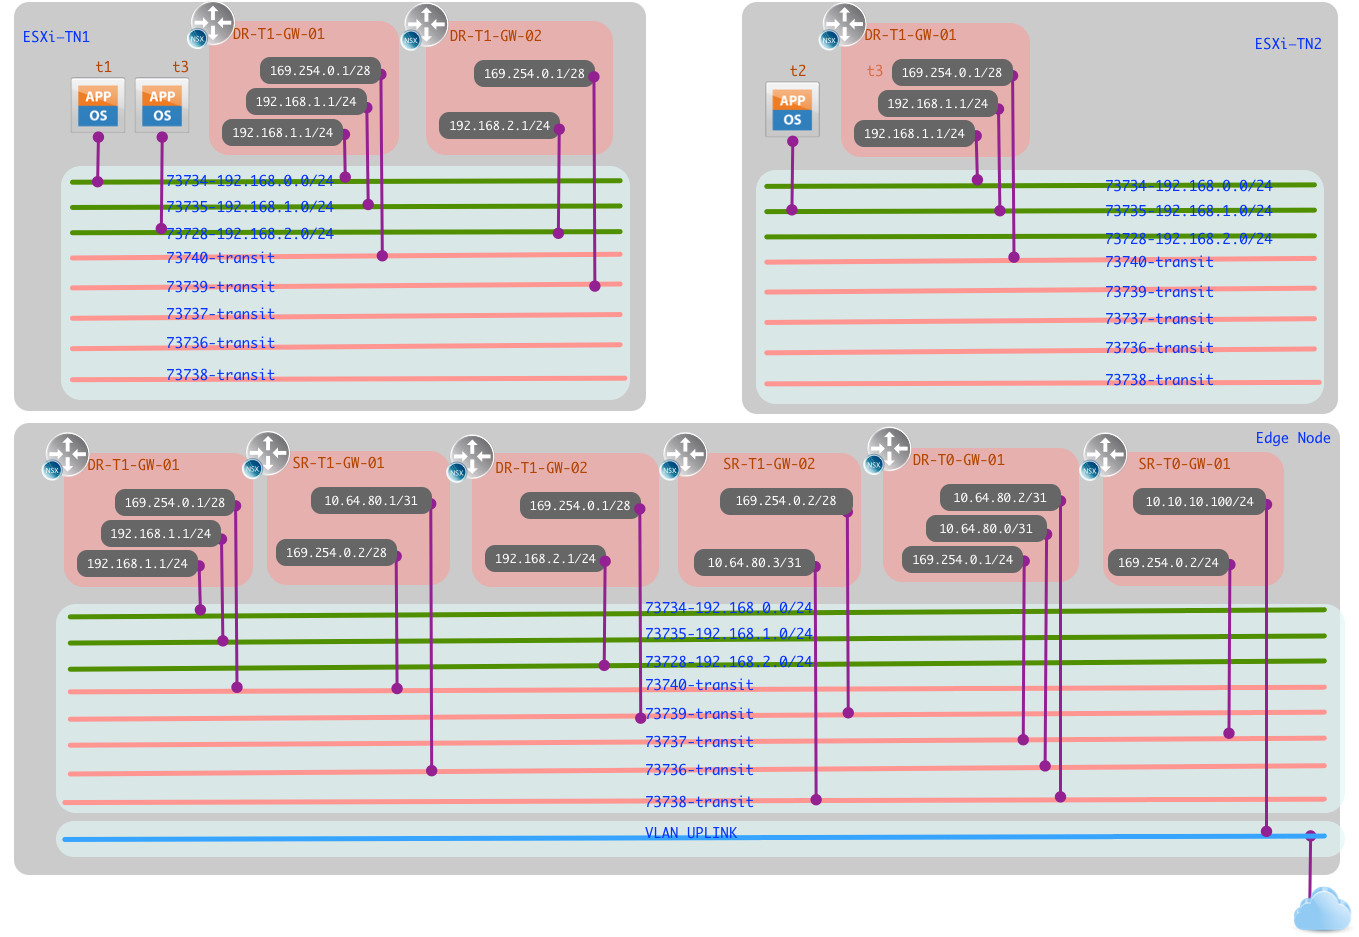 ESXi-TN1
DR-T1-GW-01
DR-T1-GW-02
NSX
NSX
t1
t3
APP
OS
APP
OS
169.254.0.1/28
192.168.1.1/24
192.168.1.1/24
169.254.0.1/28
192.168.2.1/24
73734-192.168.0.0/24
73735-192.168.1.0/24
73728-192.168.2.0/24
73740-transit
73739-transit
73737-transit
73736-transit
73738-transit
DR-T1-GW-01
NSX
ESXi-TN2
t2
t3
APP
OS
169.254.0.1/28
192.168.1.1/24
192.168.1.1/24
73734-192.168.0.0/24
73735-192.168.1.0/24
73728-192.168.2.0/24
73740-transit
73739-transit
73737-transit
73736-transit
73738-transit
Edge Node
NSX
DR-T1-GW-01
169.254.0.1/28
192.168.1.1/24
192.168.1.1/24
NSX
SR-T1-GW-01
10.64.80.1/31
169.254.0.2/28
NSX
DR-T1-GW-02
169.254.0.1/28
192.168.2.1/24
NSX
SR-T1-GW-02
169.254.0.2/28
10.64.80.3/31
NSX
DR-T0-GW-01
10.64.80.2/31
10.64.80.0/31
169.254.0.1/24
NSX
SR-T0-GW-01
10.10.10.100/24
169.254.0.2/24
73734-192.168.0.0/24
73735-192.168.1.0/24
73728-192.168.2.0/24
73740-transit
73739-transit
73737-transit
73736-transit
73738-transit
VLAN UPLINK